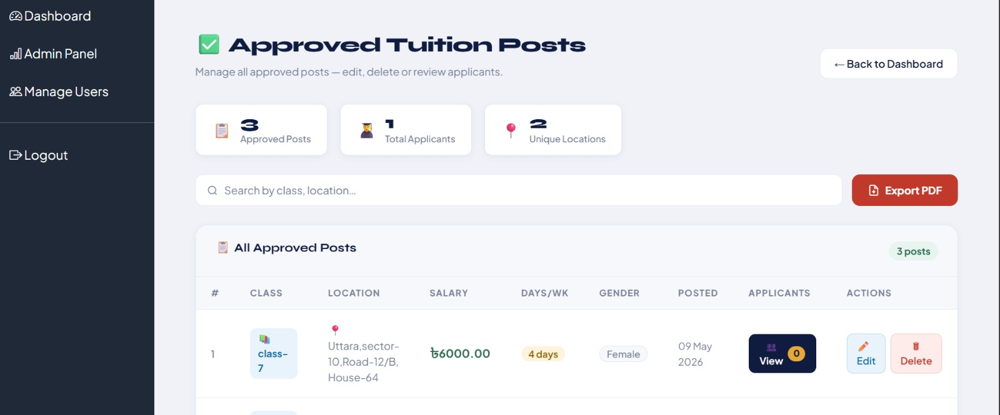 Dashboard
Admin Panel
Manage Users
Logout
Approved Tuition Posts
Manage all approved posts — edit, delete or review applicants.
← Back to Dashboard
3
Approved Posts
1
Total Applicants
2
Unique Locations
Search by class, location...
Export PDF
All Approved Posts
3 posts
# CLASS LOCATION SALARY DAYS/WK GENDER POSTED APPLICANTS ACTIONS
1
class-
7
Uttara,sector-
10,Road-12/B,
House-64
৳6000.00
4 days
Female
09 May
2026
View 0
Edit
Delete